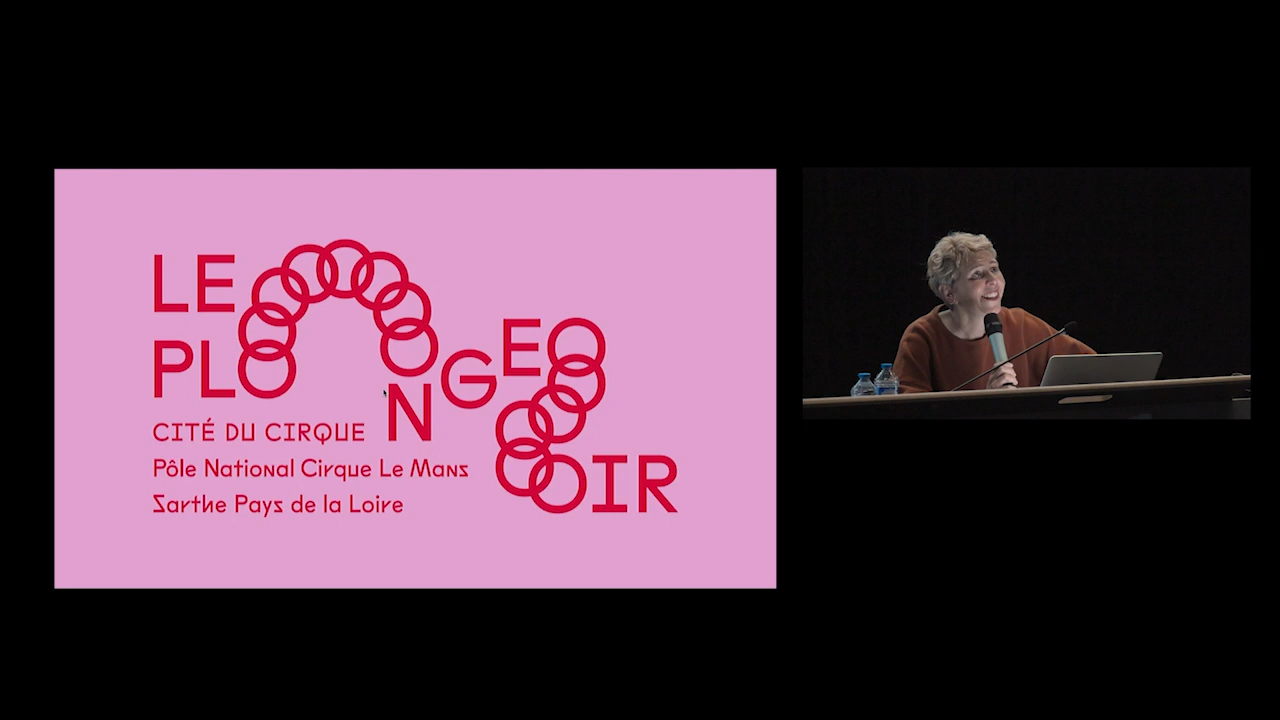 LE
PLONGEOIR
CITÉ DU CIRQUE
Pôle National Cirque Le Mans
Sarthe Pays de la Loire